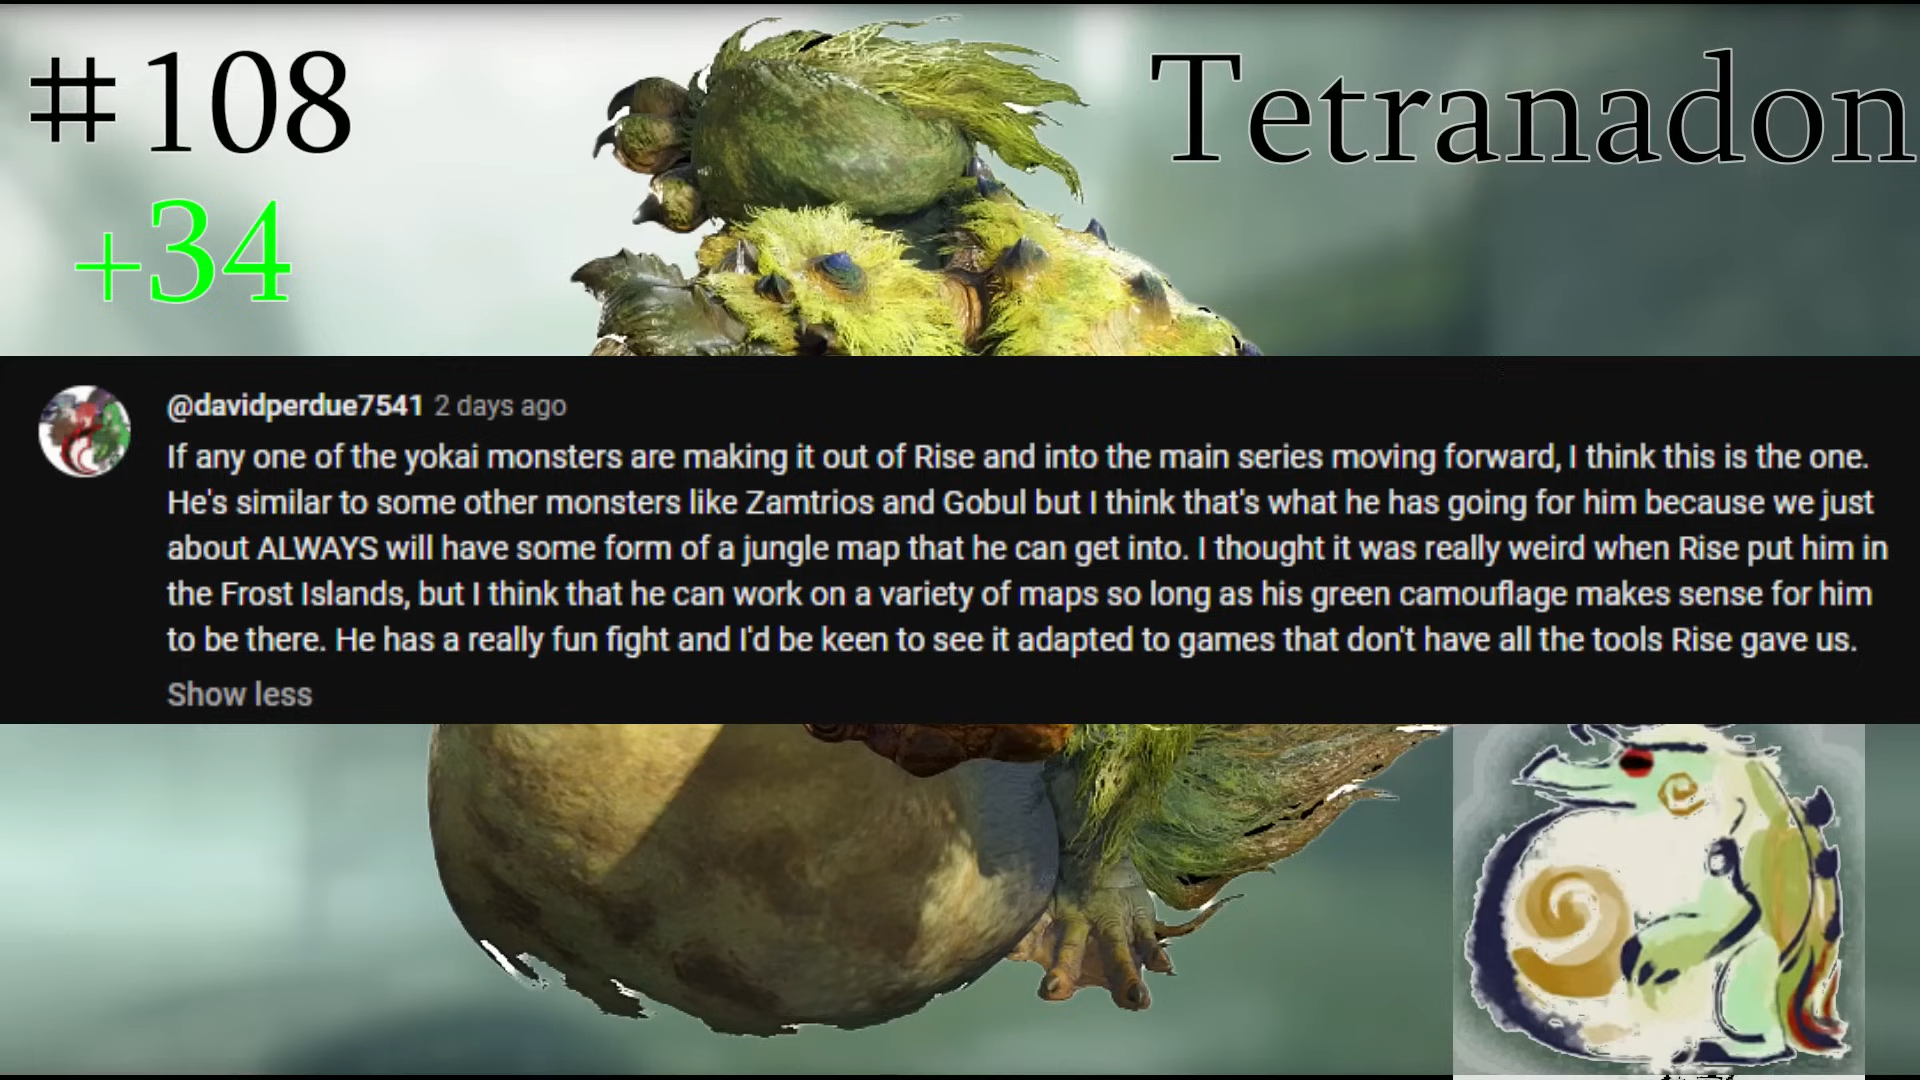 #108
Tetranadon
+34
@davidperdue7541 2 days ago
If any one of the yokai monsters are making it out of Rise and into the main series moving forward, I think this is the one.
He's similar to some other monsters like Zamtrios and Gobul but I think that's what he has going for him because we just
about ALWAYS will have some form of a jungle map that he can get into. I thought it was really weird when Rise put him in
the Frost Islands, but I think that he can work on a variety of maps so long as his green camouflage makes sense for him
to be there. He has a really fun fight and I'd be keen to see it adapted to games that don't have all the tools Rise gave us.
Show less